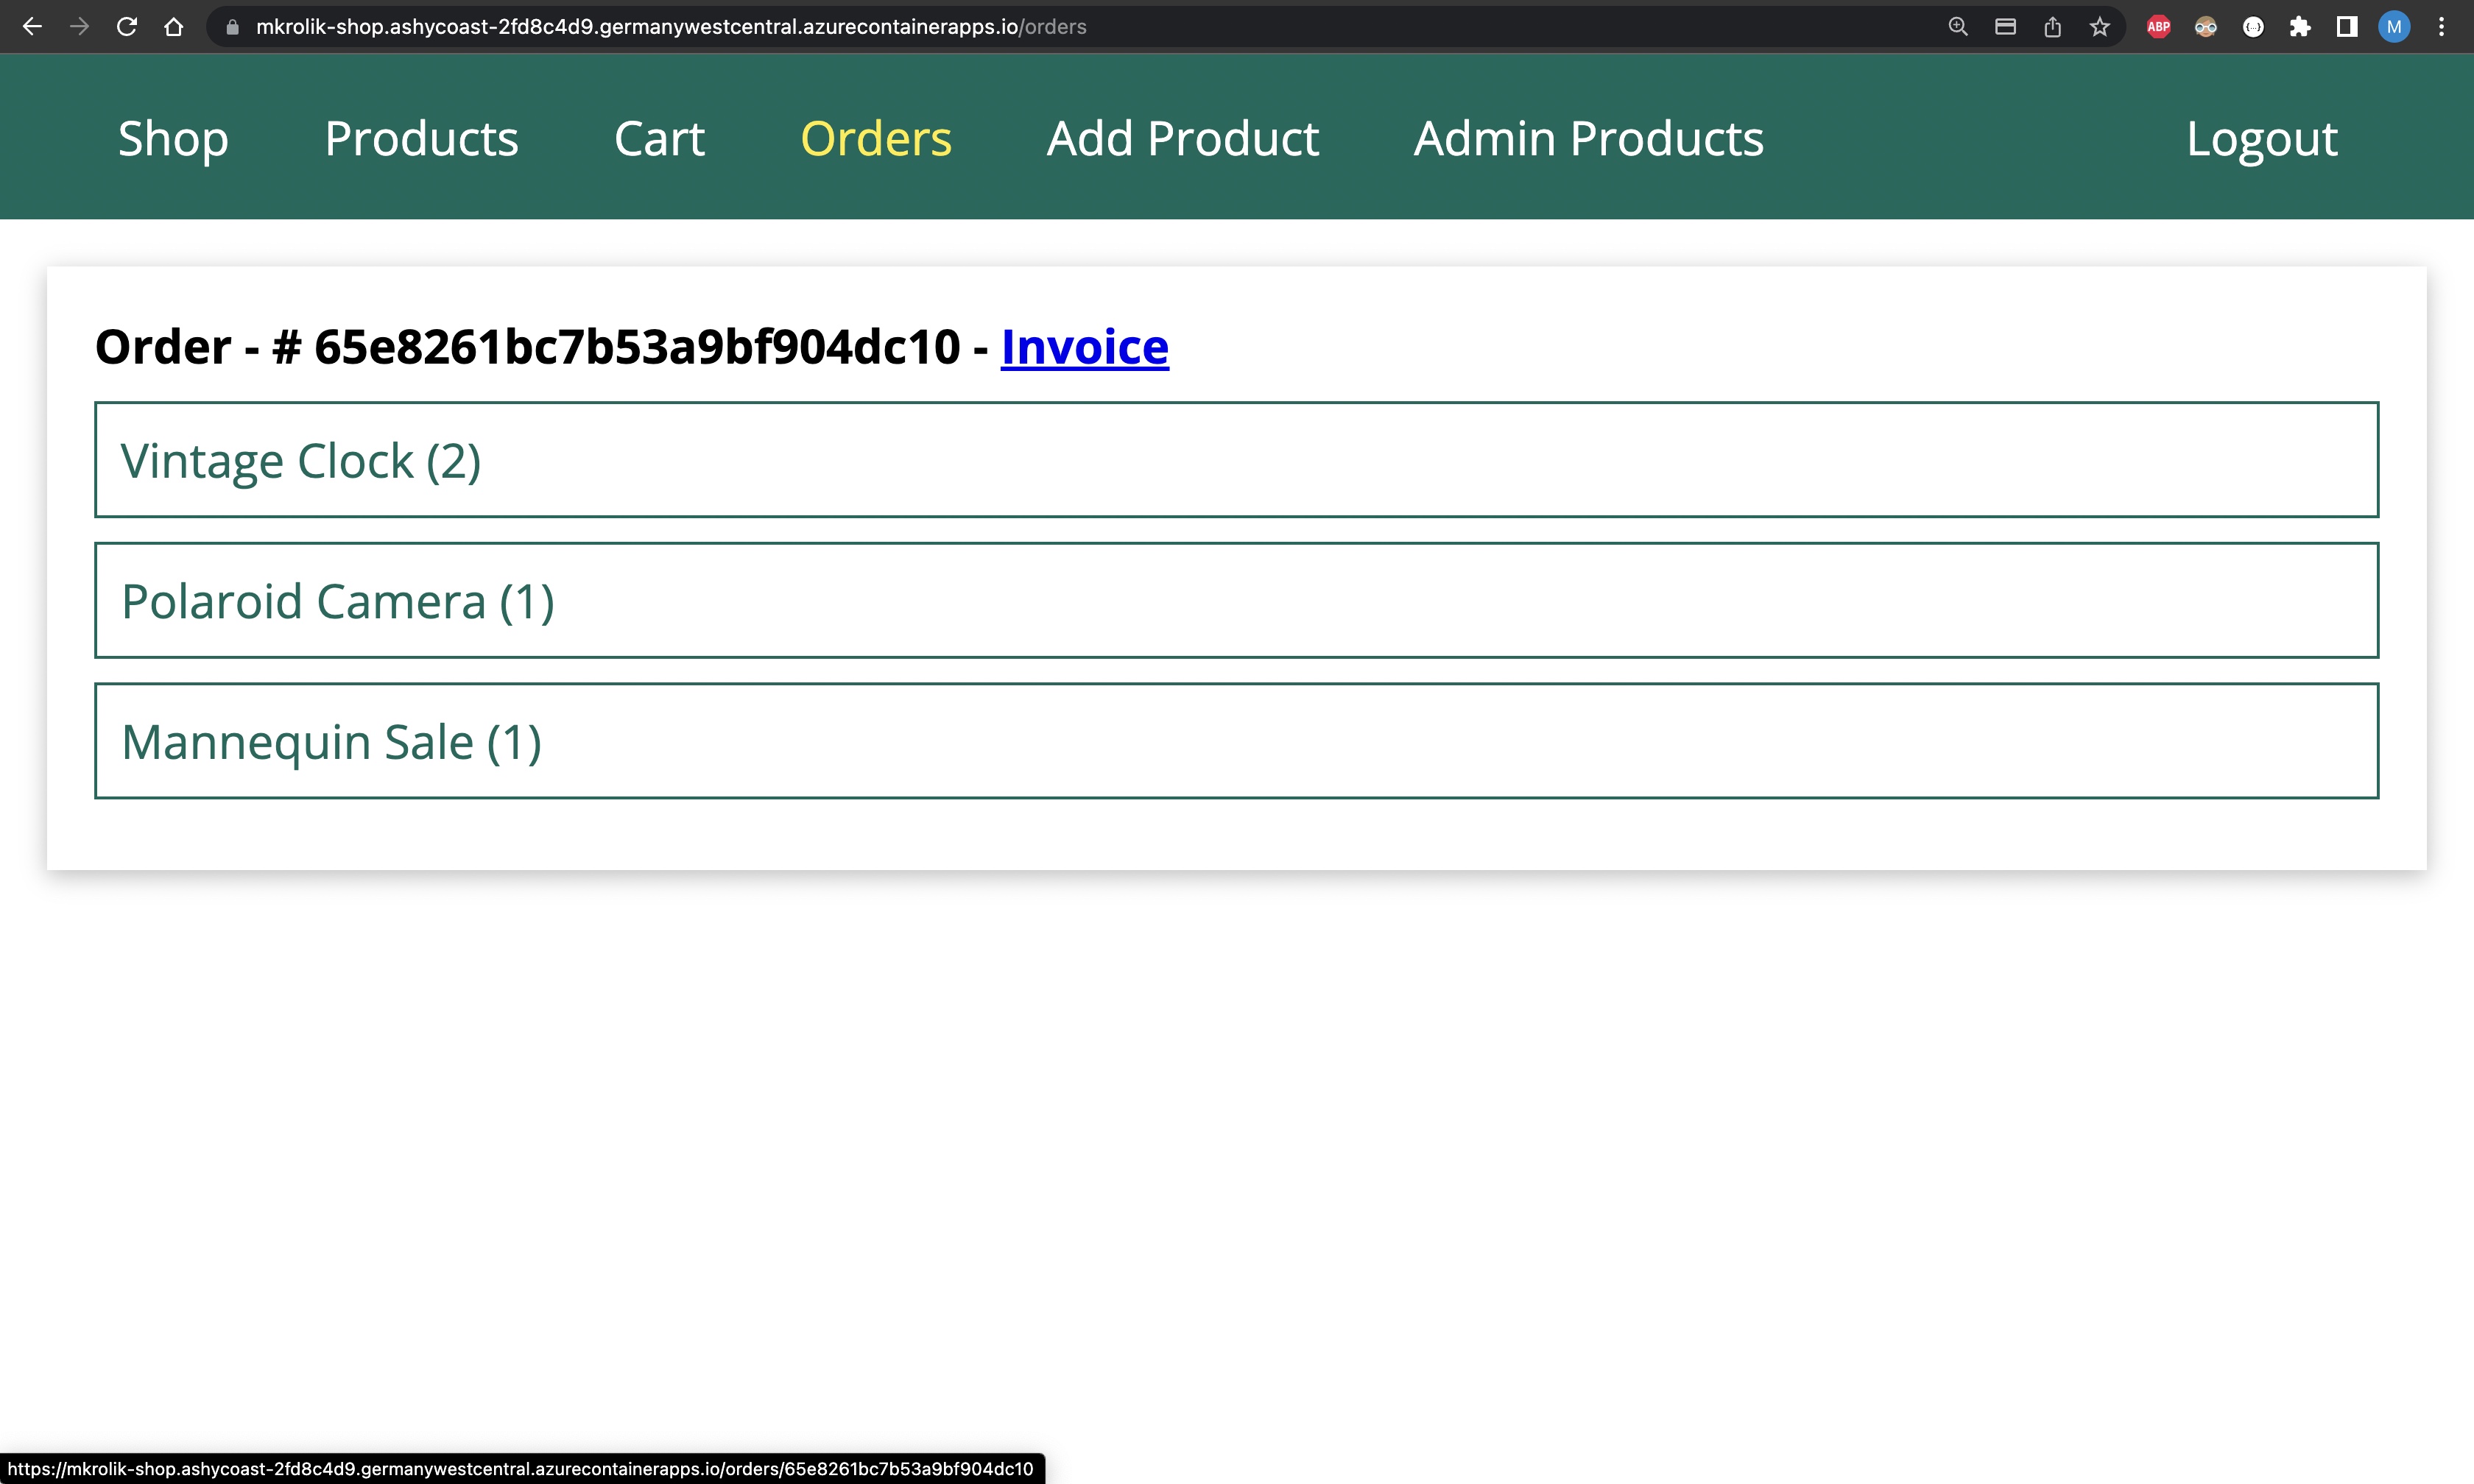 mkrolik-shop.ashycoast-2fd8c4d9.germanywestcentral.azurecontainerapps.io/orders
ABP
M
Shop Products Cart Orders Add Product Admin Products Logout
Order - # 65e8261bc7b53a9bf904dc10 - Invoice
Vintage Clock (2)
Polaroid Camera (1)
Mannequin Sale (1)
https://mkrolik-shop.ashycoast-2fd8c4d9.germanywestcentral.azurecontainerapps.io/orders/65e8261bc7b53a9bf904dc10